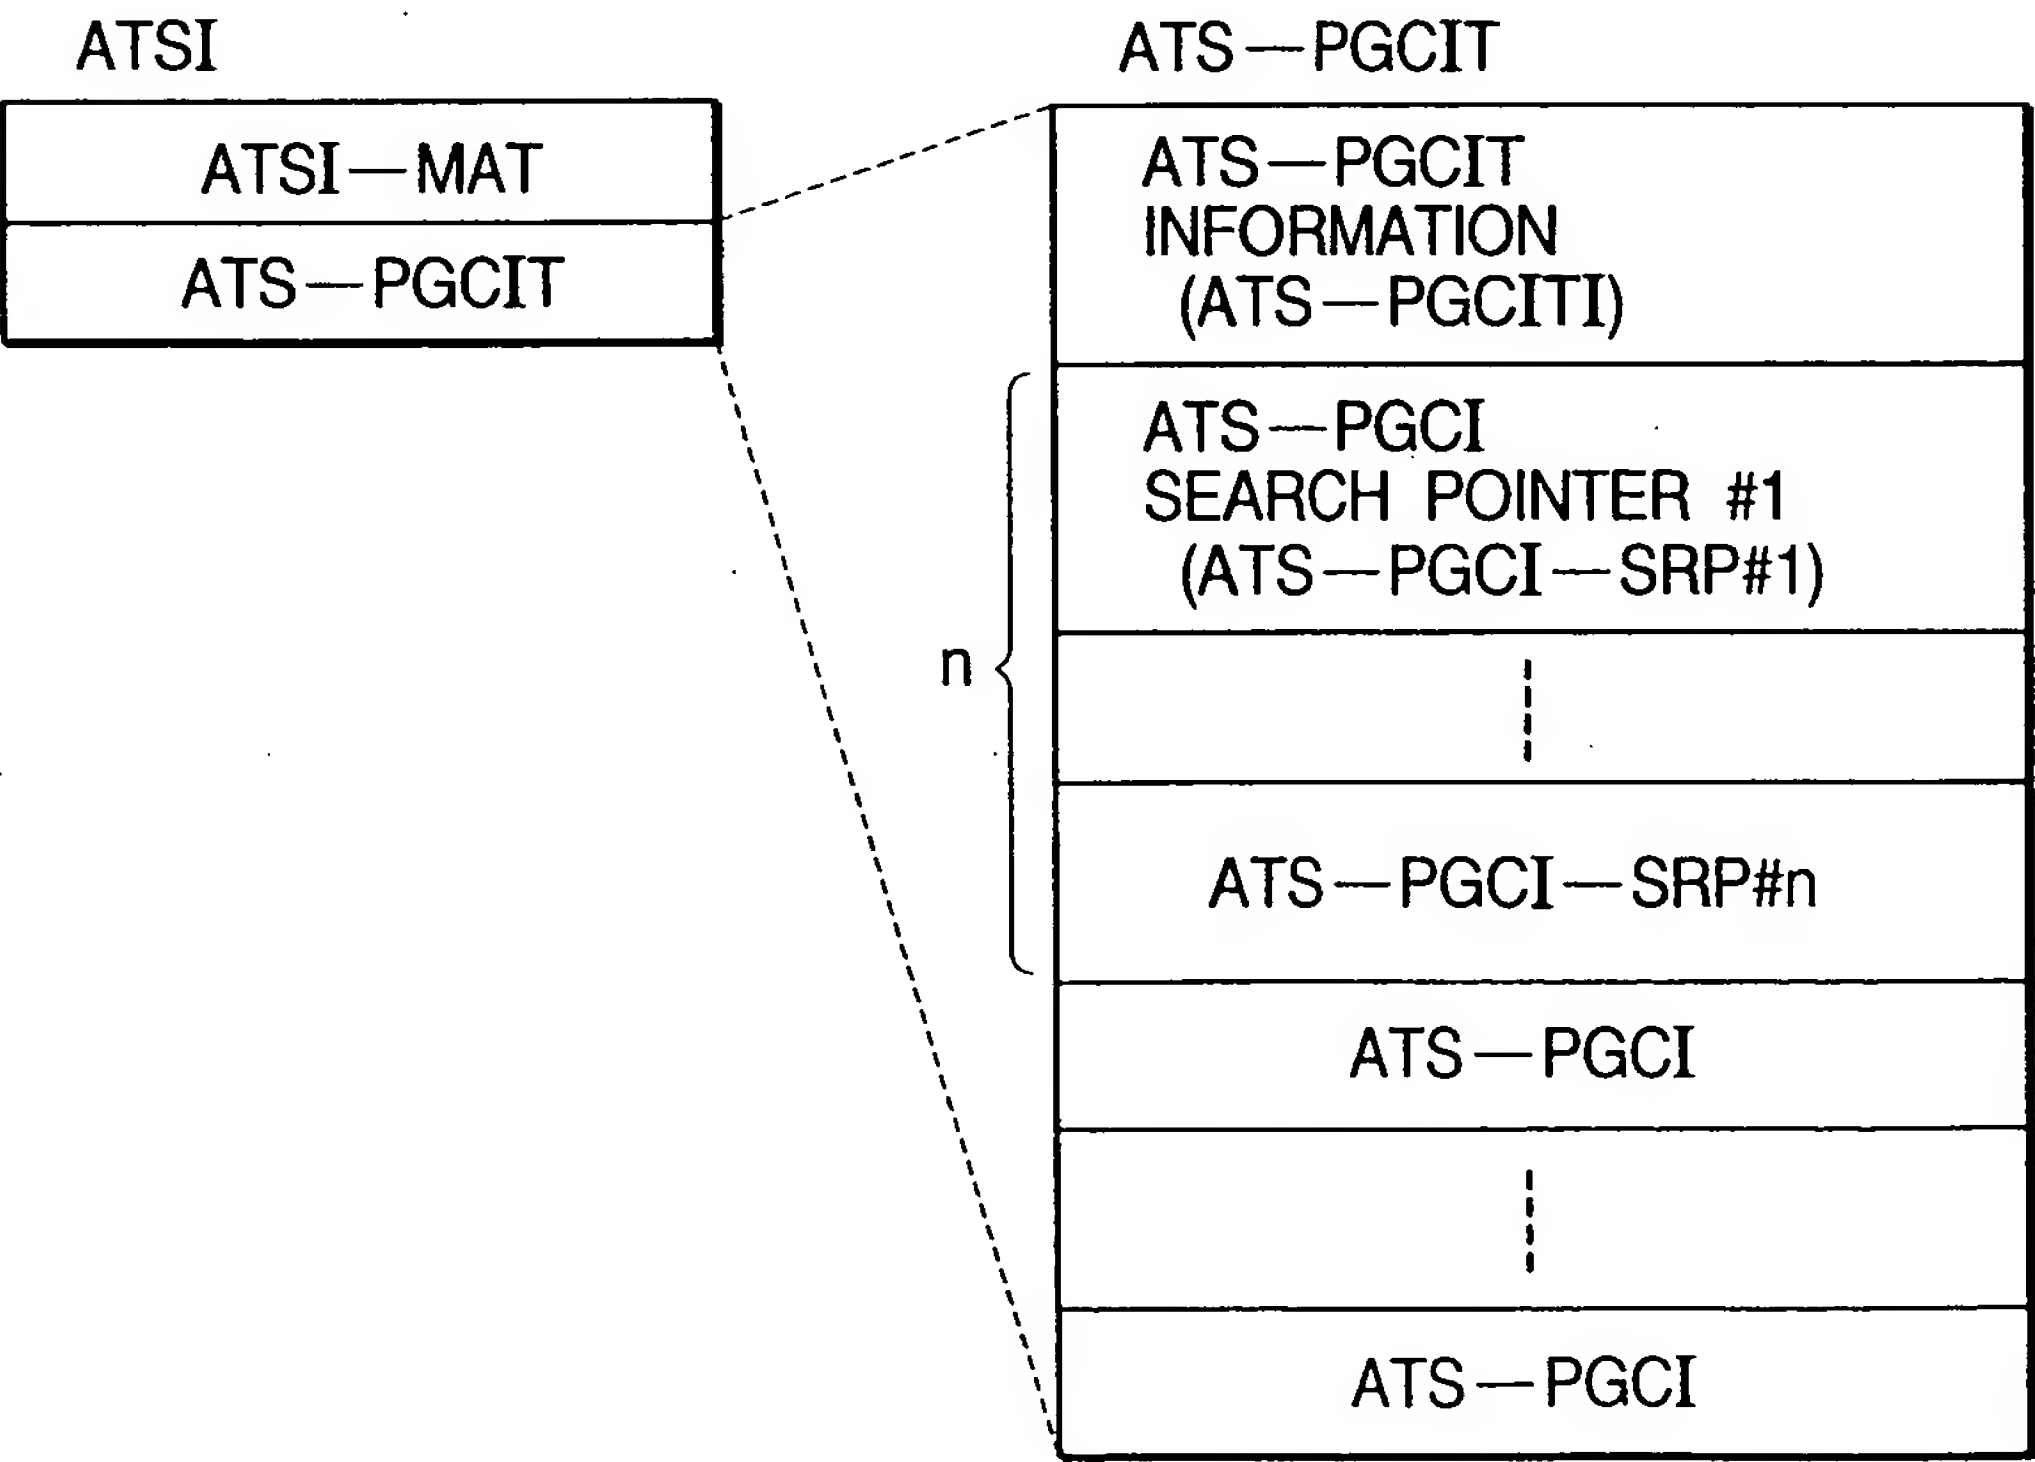 ATSI
ATSI—MAT
ATS—PGCIT
ATS—PGCIT
ATS—PGCIT
INFORMATION
(ATS—PGCITI)
n
ATS—PGCI
SEARCH POINTER #1
(ATS—PGCI—SRP#1)
ATS—PGCI—SRP#n
ATS—PGCI
ATS—PGCI